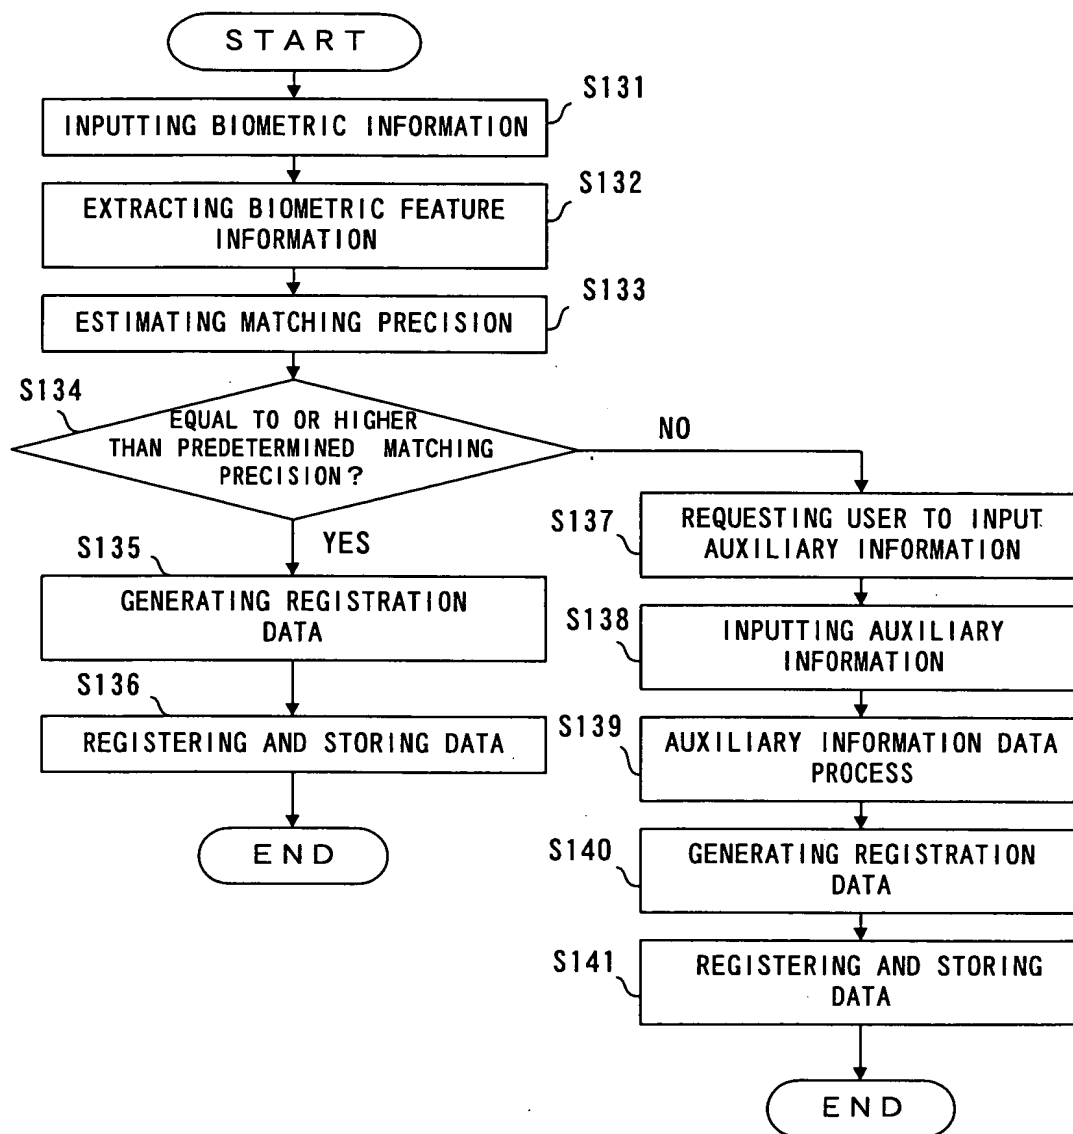 START
S131
INPUTTING BIOMETRIC INFORMATION
S132
EXTRACTING BIOMETRIC FEATURE
INFORMATION
S133
ESTIMATING MATCHING PRECISION
S134
EQUAL TO OR HIGHER
THAN PREDETERMINED MATCHING
PRECISION?
NO
YES
S135
GENERATING REGISTRATION
DATA
S136
REGISTERING AND STORING DATA
END
S137
REQUESTING USER TO INPUT
AUXILIARY INFORMATION
S138
INPUTTING AUXILIARY
INFORMATION
S139
AUXILIARY INFORMATION DATA
PROCESS
S140
GENERATING REGISTRATION
DATA
S141
REGISTERING AND STORING
DATA
END